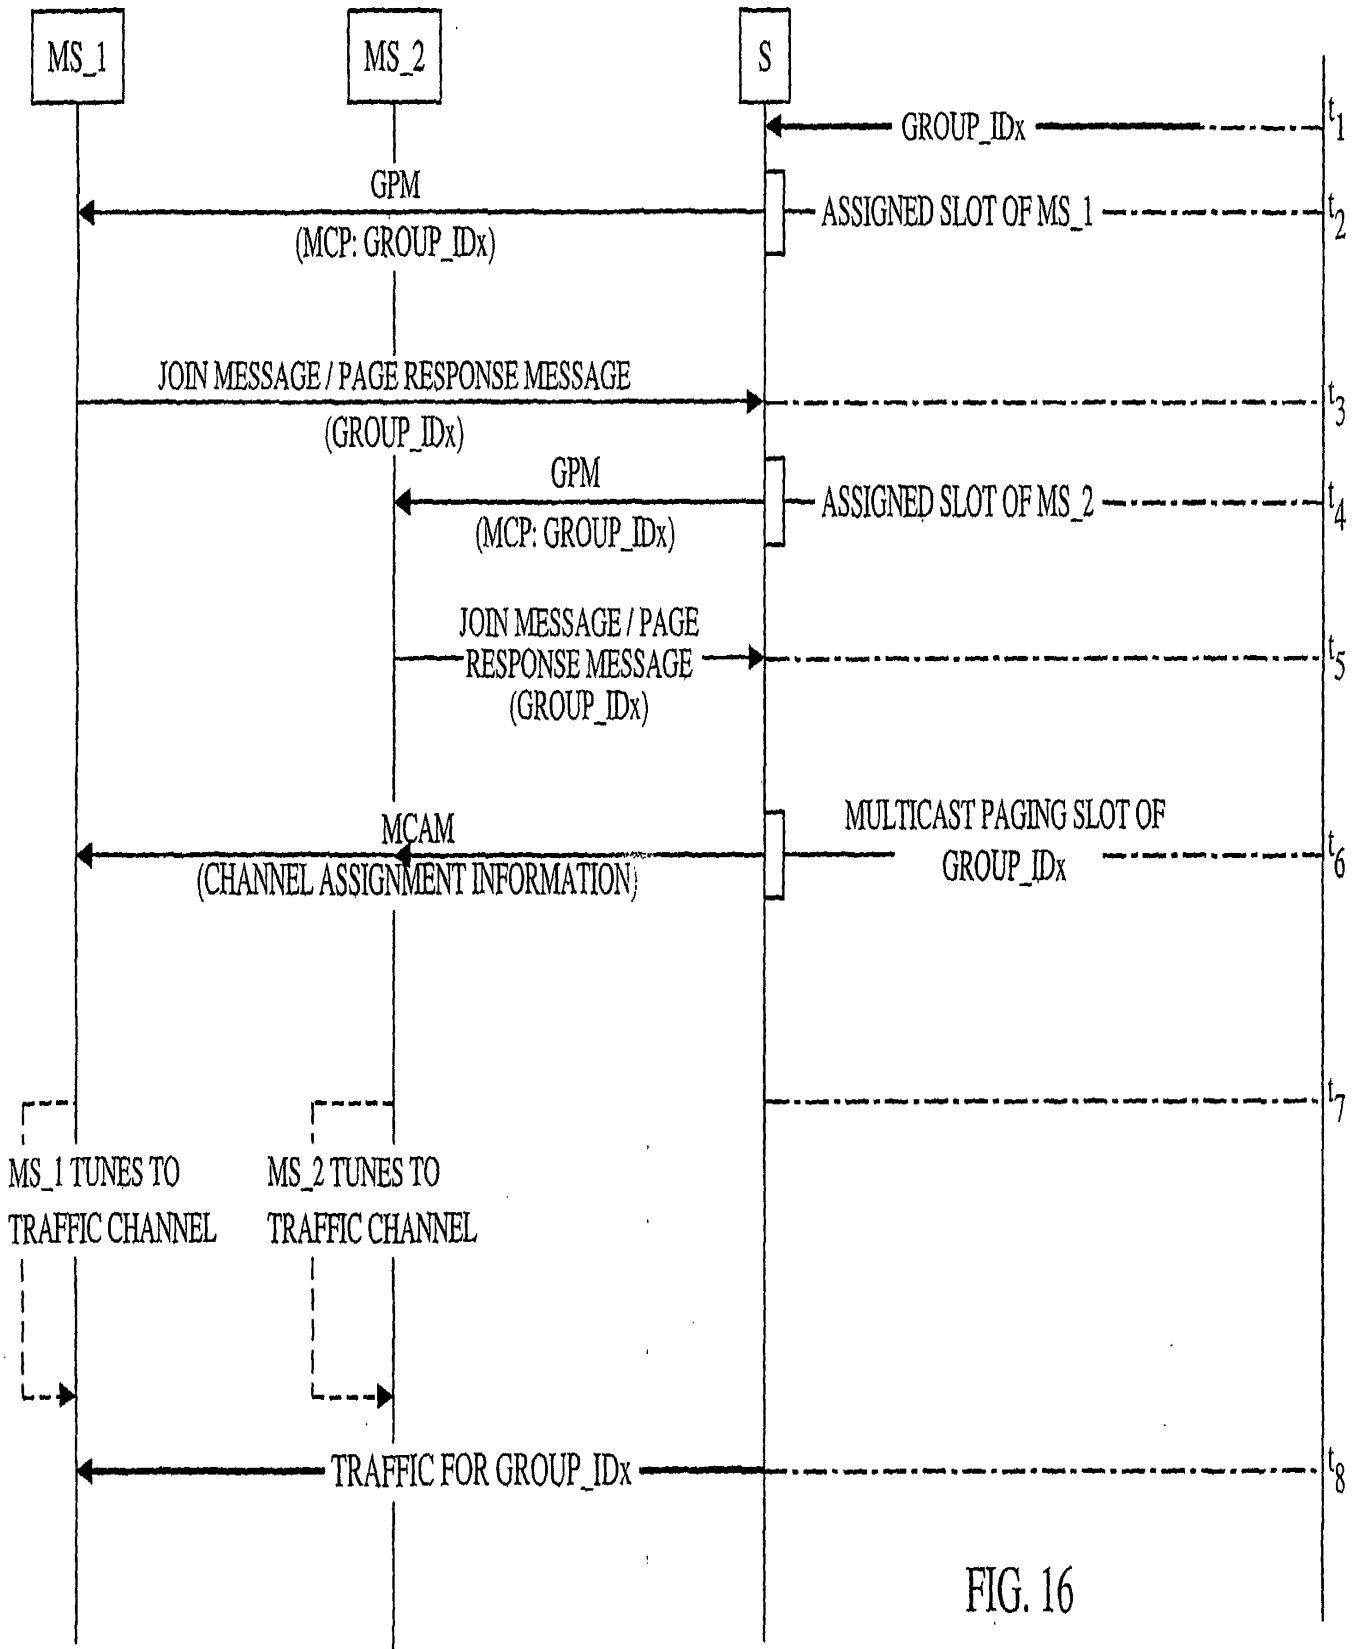 MS_1
MS_2
S
GROUP_IDx
t1
GPM
(MCP: GROUP_IDx)
ASSIGNED SLOT OF MS_1
t2
JOIN MESSAGE / PAGE RESPONSE MESSAGE
(GROUP_IDx)
t3
GPM
(MCP: GROUP_IDx)
ASSIGNED SLOT OF MS_2
t4
JOIN MESSAGE / PAGE
RESPONSE MESSAGE
(GROUP_IDx)
t5
MCAM
(CHANNEL ASSIGNMENT INFORMATION)
MULTICAST PAGING SLOT OF
GROUP_IDx
t6
t7
MS_1 TUNES TO
TRAFFIC CHANNEL
MS_2 TUNES TO
TRAFFIC CHANNEL
TRAFFIC FOR GROUP_IDx
t8
FIG. 16